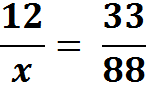 12/x = 33/88